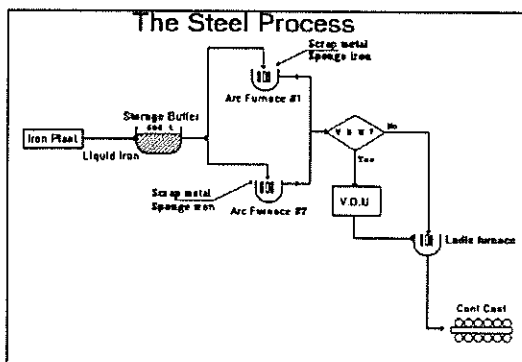 The Steel Process
Scrap metal
Sponge iron
Arc Furnace #1
Storage Buffer
Iron Plant
Liquid Iron
No
Yes
Scrap metal
Sponge iron
Arc Furnace #2
V.D.U
Ladle furnace
Cont Cast